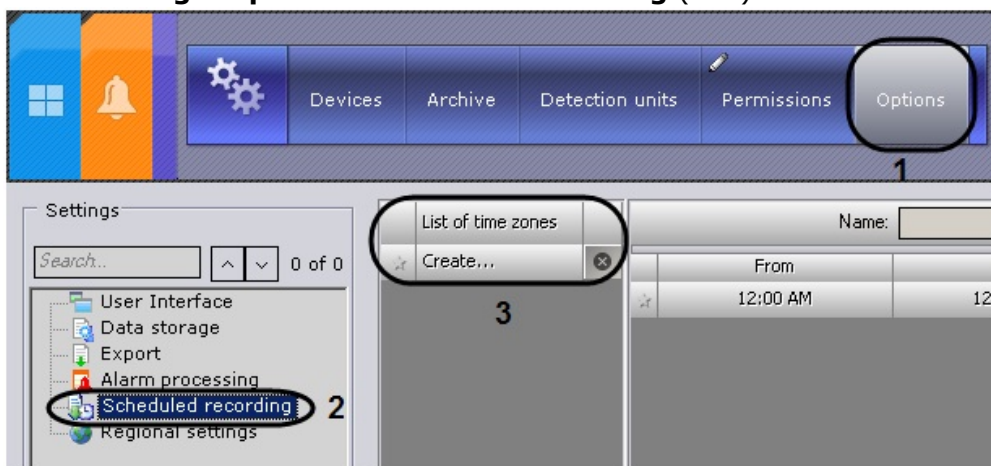 Devices Archive Detection units Permissions Options
1
Settings
List of time zones
Name:
Search...
0 of 0
Create...
From
User Interface
12:00 AM
12
Data storage
3
Export
Alarm processing
Scheduled recording
2
Regional settings